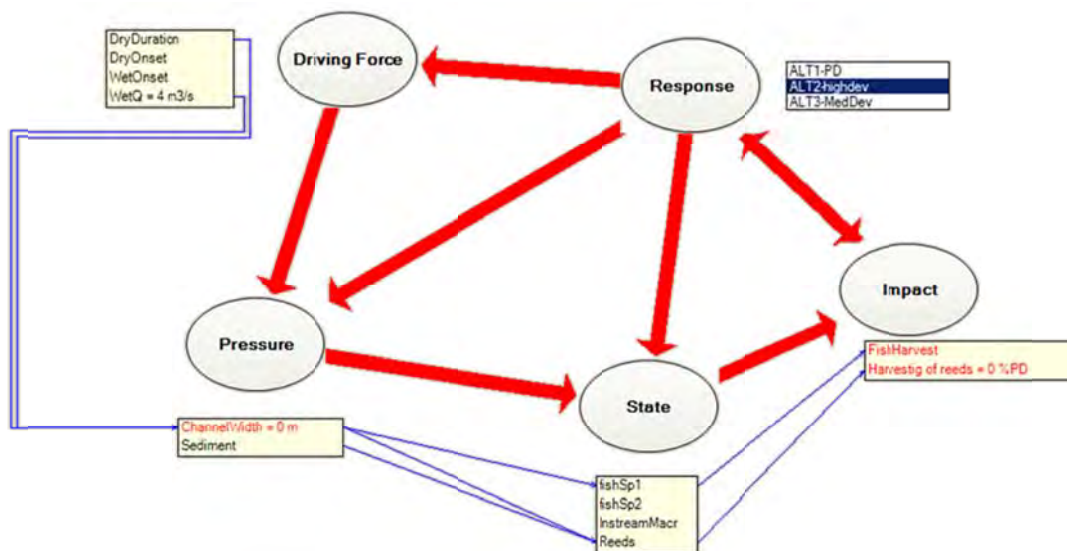 DryDuration
DryOnset
WetOnset
WetQ = 4 m3/s
Driving Force
Response
ALT1-PD
ALT2-highdev
ALT3-MedDev
Impact
Pressure
FishHarvest
Harvestig of reeds = 0 %PD
State
ChannelWidth = 0 m
Sediment
fishSp1
fishSp2
InstreamMacr
Reeds